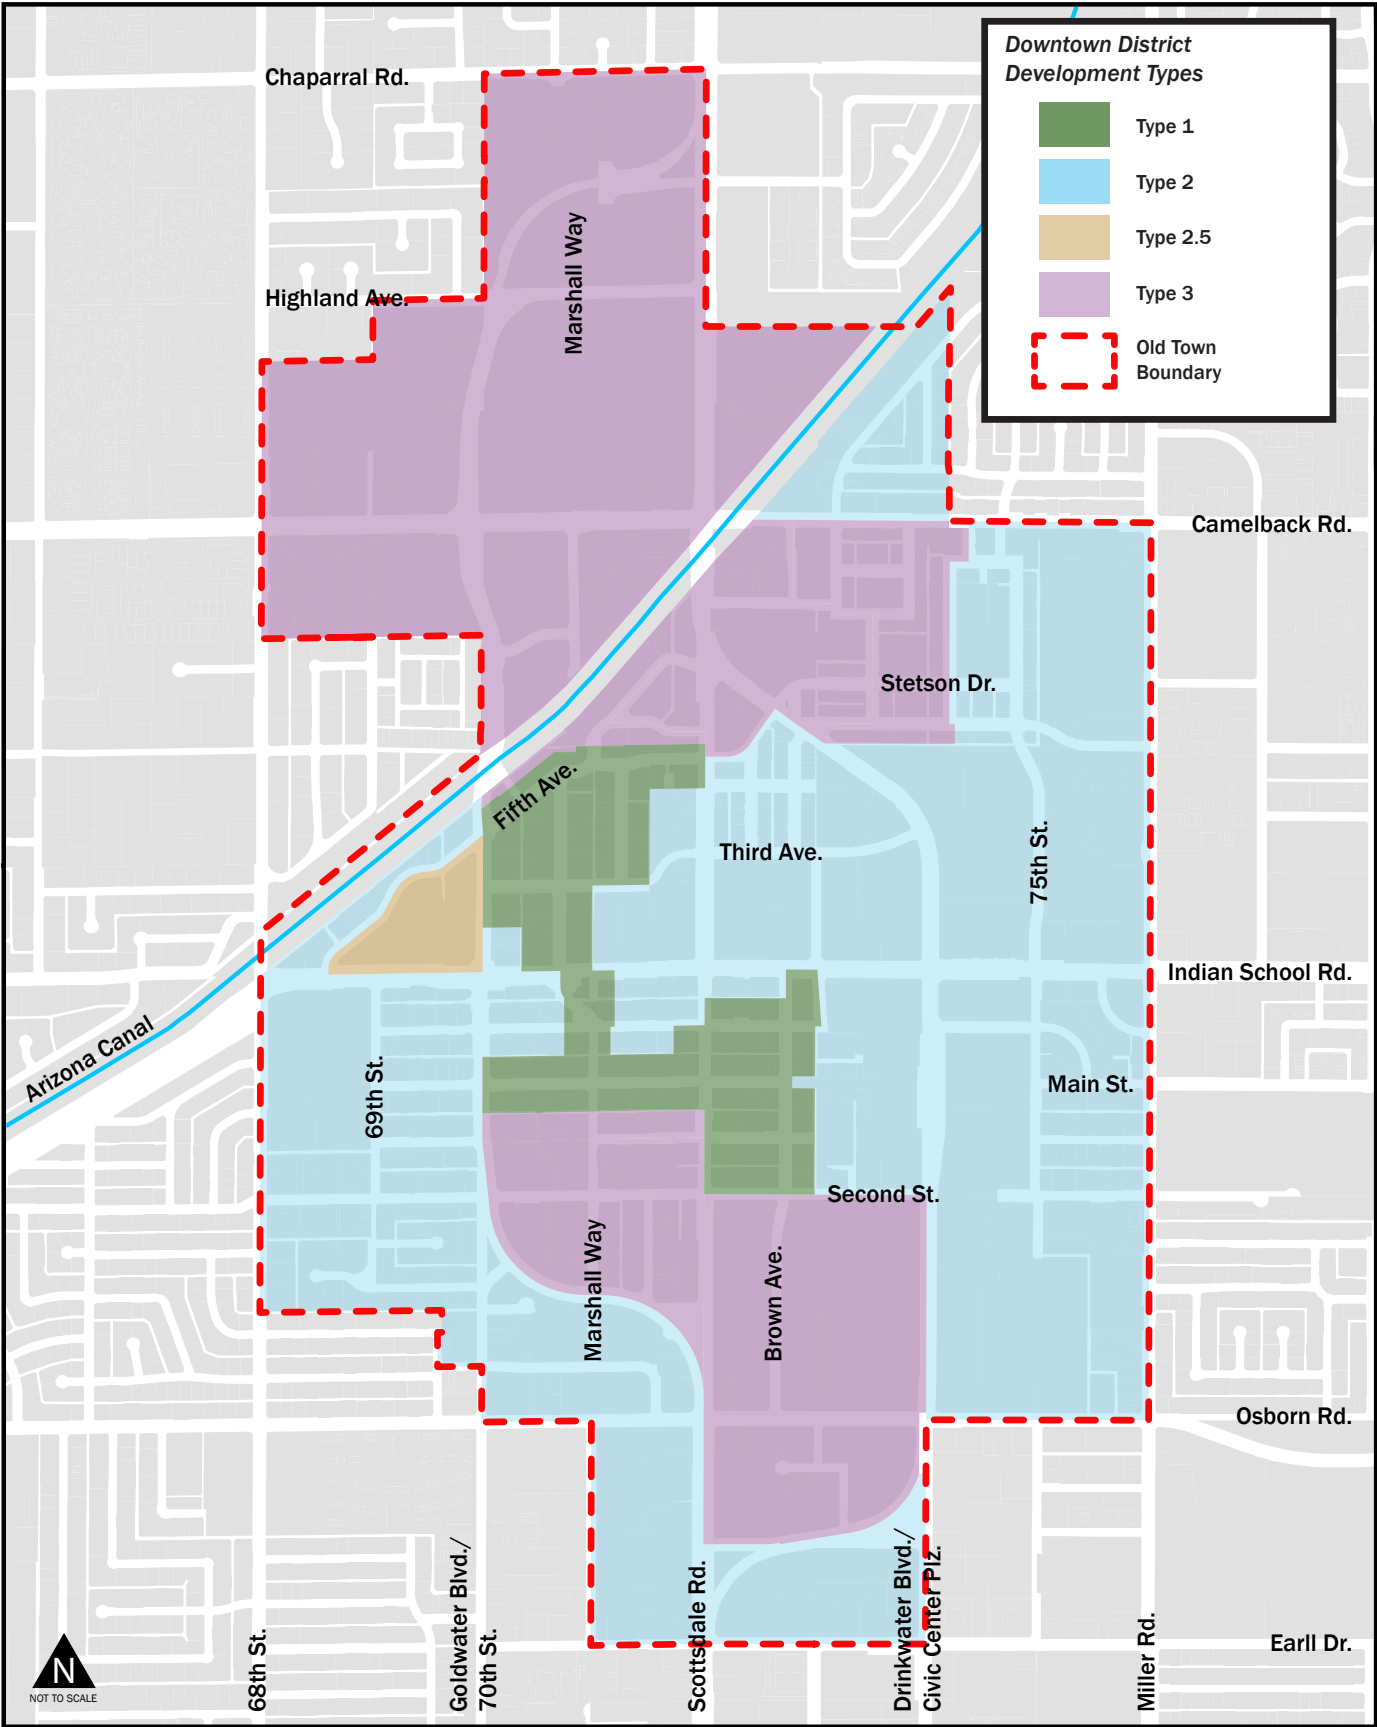 Downtown District
Development Types
Type 1
Type 2
Type 2.5
Type 3
Old Town
Boundary
Chaparral Rd.
Marshall Way
Highland Ave.
Camelback Rd.
Stetson Dr.
Fifth Ave.
Third Ave.
75th St.
Indian School Rd.
Arizona Canal
69th St.
Main St.
Second St.
Marshall Way
Brown Ave.
Osborn Rd.
Earll Dr.
68th St.
Goldwater Blvd./
70th St.
Scottsdale Rd.
Drinkwater Blvd./
Civic Center Plz.
Miller Rd.
N
NOT TO SCALE